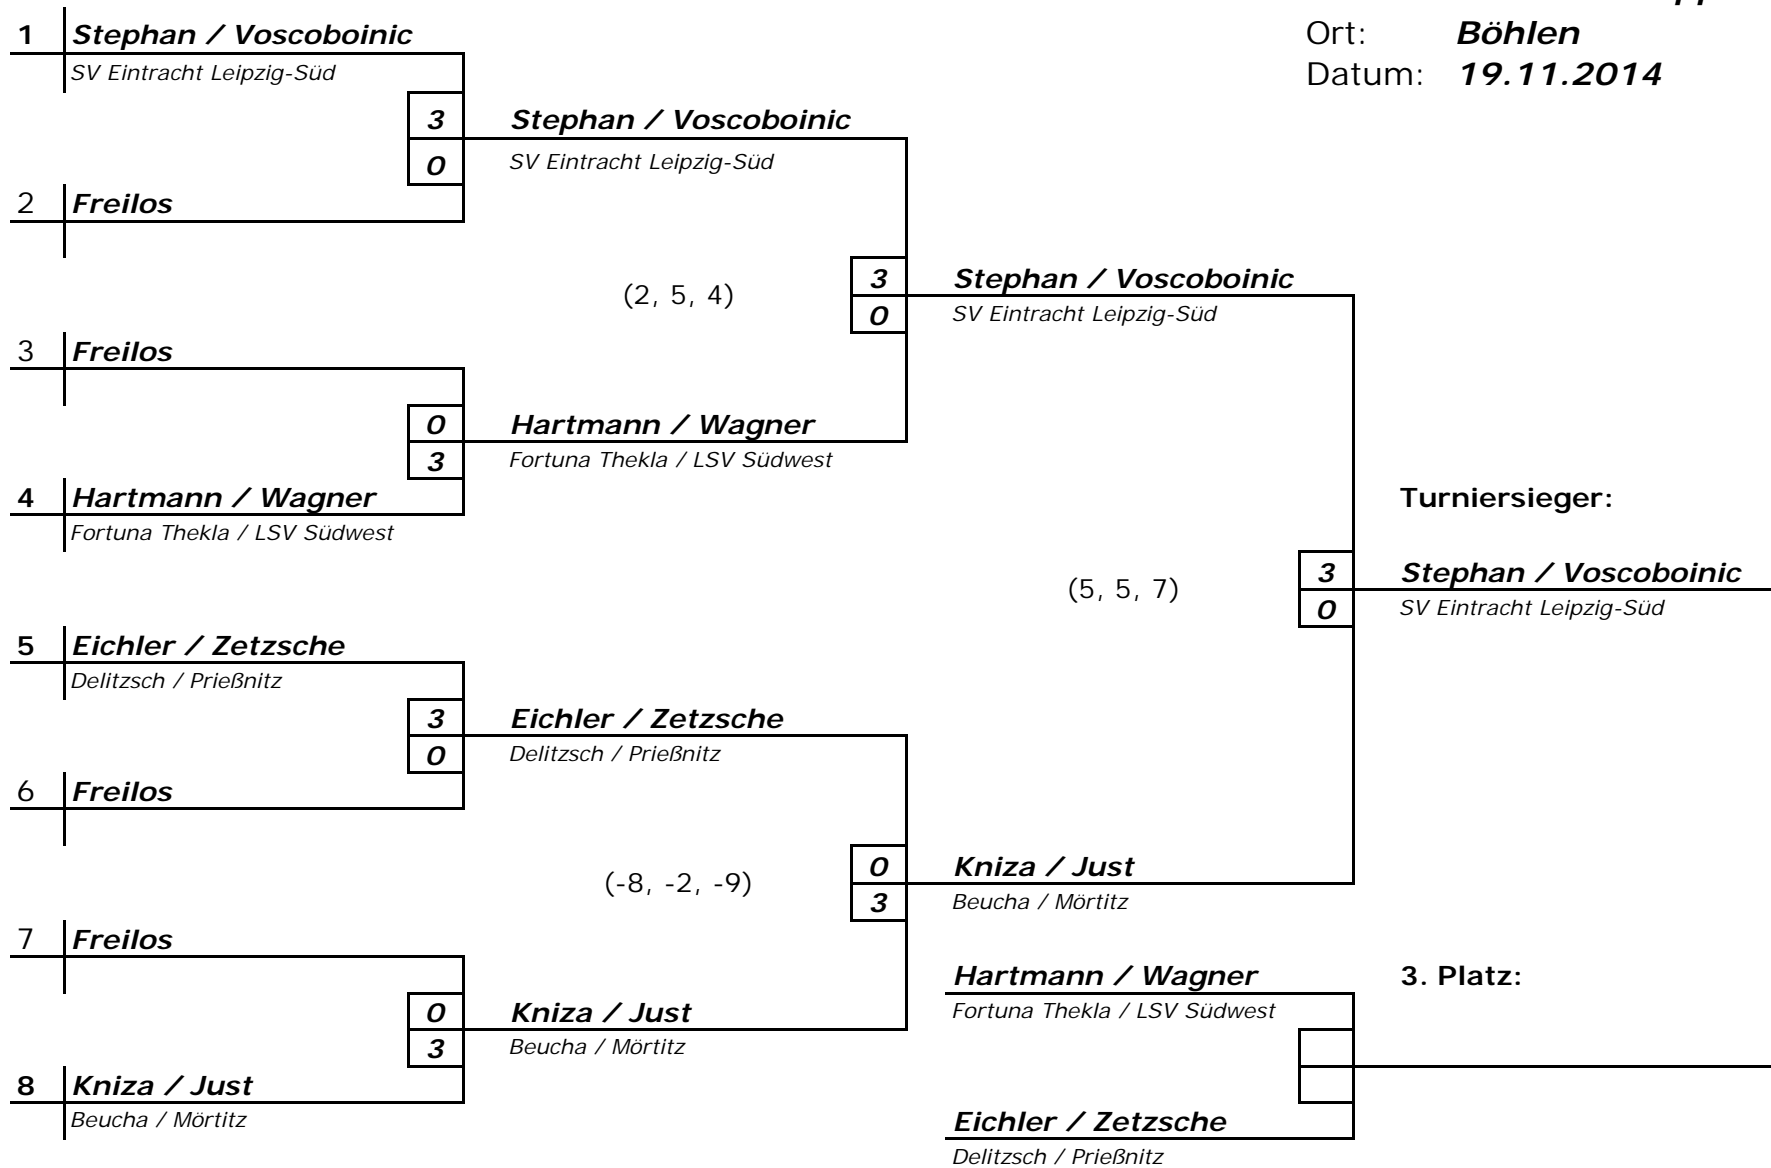 Ort: Böhlen
Datum: 19.11.2014
1 Stephan / Voscoboinic
SV Eintracht Leipzig-Süd
3 Stephan / Voscoboinic
0 SV Eintracht Leipzig-Süd
2 Freilos
(2, 5, 4)
3 Stephan / Voscoboinic
0 SV Eintracht Leipzig-Süd
3 Freilos
0 Hartmann / Wagner
3 Fortuna Thekla / LSV Südwest
4 Hartmann / Wagner
Fortuna Thekla / LSV Südwest
Turniersieger:
(5, 5, 7)
3 Stephan / Voscoboinic
0 SV Eintracht Leipzig-Süd
5 Eichler / Zetzsche
Delitzsch / Prießnitz
3 Eichler / Zetzsche
0 Delitzsch / Prießnitz
6 Freilos
(-8, -2, -9)
0 Kniza / Just
3 Beucha / Mörtitz
7 Freilos
0 Kniza / Just
3 Beucha / Mörtitz
8 Kniza / Just
Beucha / Mörtitz
Hartmann / Wagner
Fortuna Thekla / LSV Südwest
3. Platz:
Eichler / Zetzsche
Delitzsch / Prießnitz